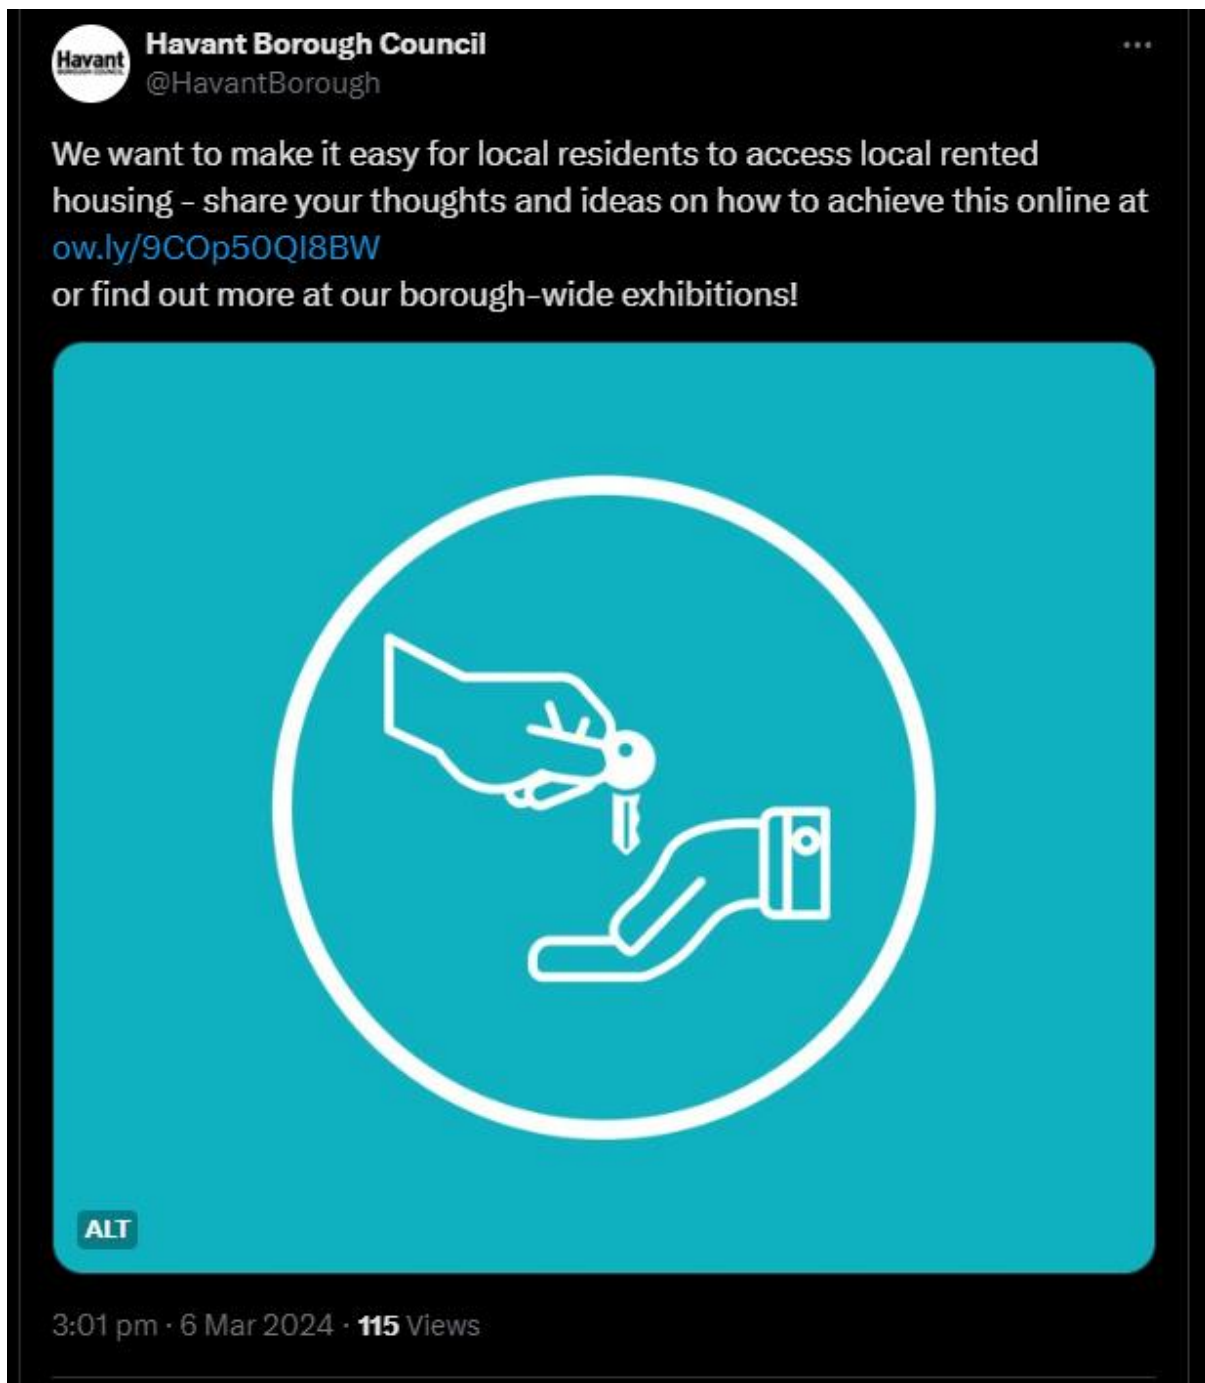 Havant
BOROUGH COUNCIL
Havant Borough Council
@HavantBorough
We want to make it easy for local residents to access local rented
housing – share your thoughts and ideas on how to achieve this online at
ow.ly/9COp50QI8BW
or find out more at our borough-wide exhibitions!
ALT
3:01 pm · 6 Mar 2024 · 115 Views